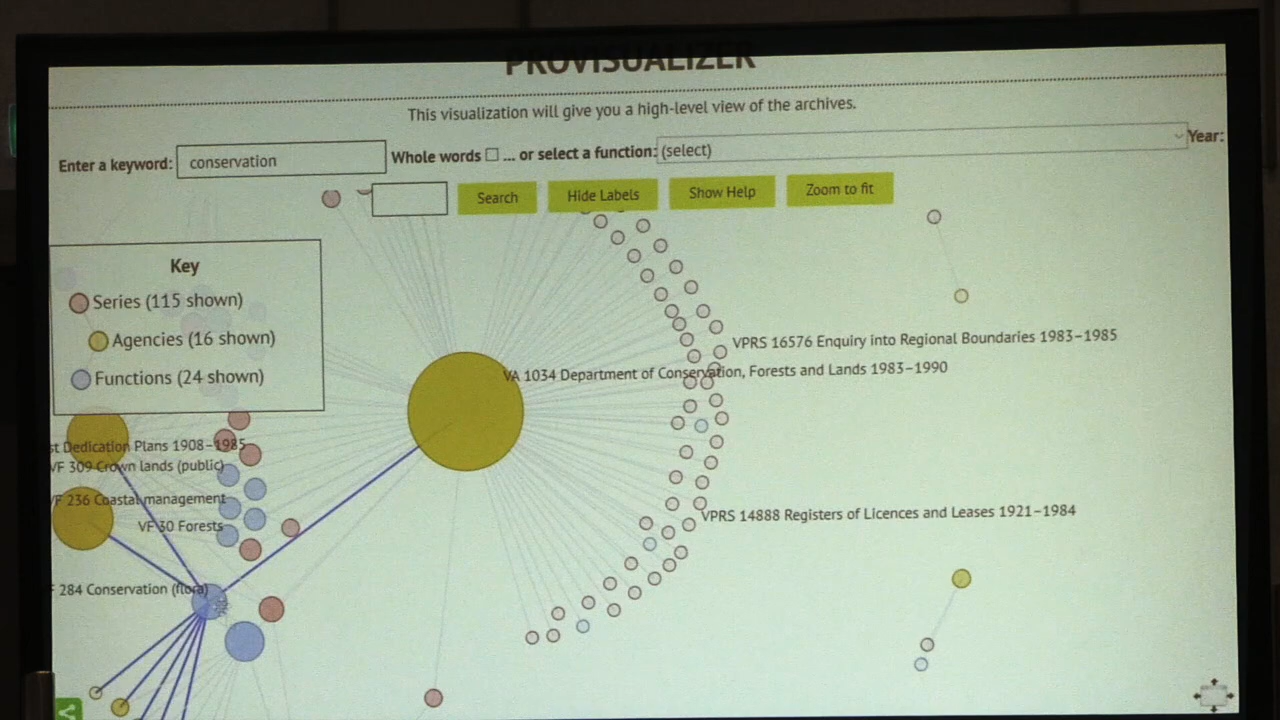 PROVISUALIZER
This visualization will give you a high-level view of the archives.
Enter a keyword: conservation Whole words ... or select a function: (select) Year:
Search Hide Labels Show Help Zoom to fit
Key
Series (115 shown)
Agencies (16 shown)
Functions (24 shown)
VPRS 16576 Enquiry into Regional Boundaries 1983-1985
VA 1034 Department of Conservation, Forests and Lands 1983-1990
st Dedication Plans 1908-1985
VF 309 Crown lands (public)
VF 236 Coastal management
VF 30 Forests
VPRS 14888 Registers of Licences and Leases 1921-1984
F 284 Conservation (flora)